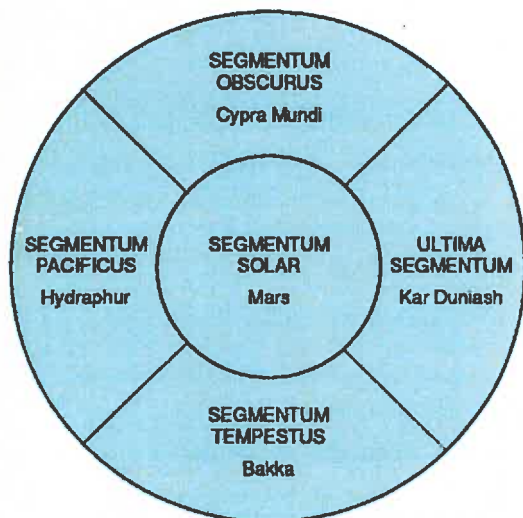 SEGMENTUM
OBSCURUS
Cypra Mundi
SEGMENTUM
PACIFICUS
Hydraphur
SEGMENTUM
SOLAR
Mars
ULTIMA
SEGMENTUM
Kar Duniash
SEGMENTUM
TEMPESTUS
Bakka